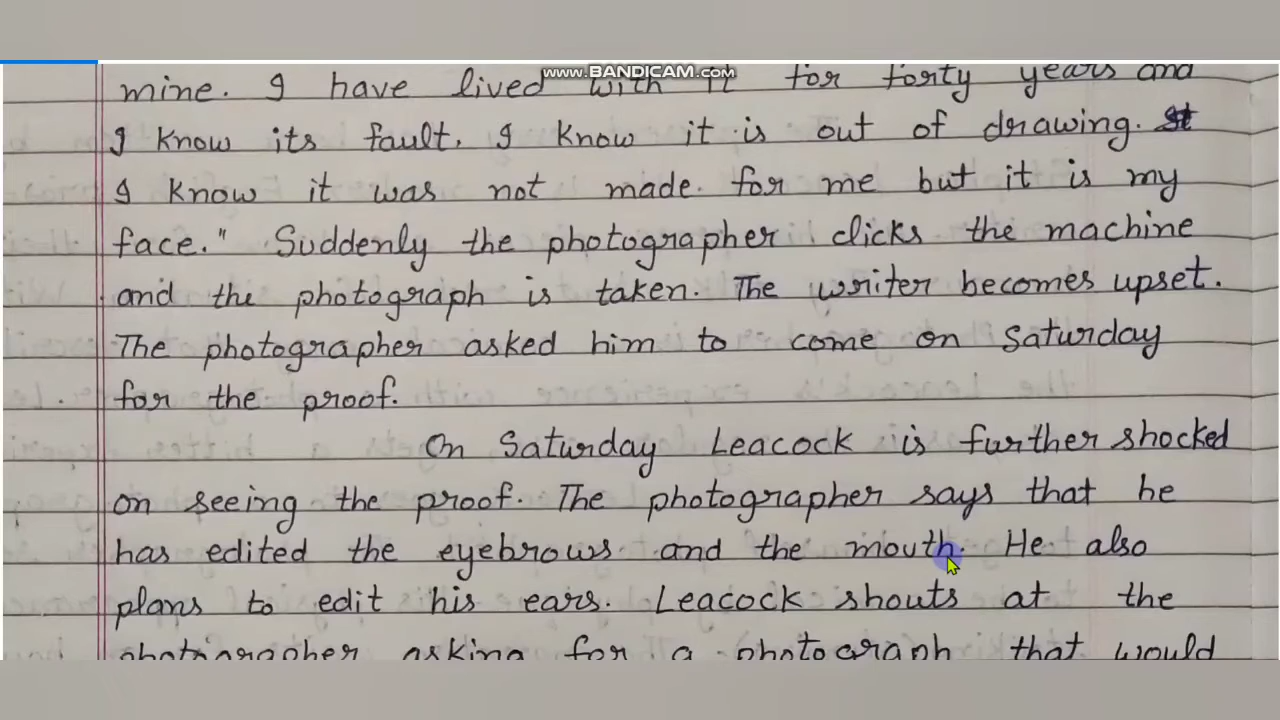 www.BANDICAM.com
mine. I have lived with it for forty years and
I know its fault. I know it is out of drawing.
I know it was not made for me but it is my
face." Suddenly the photographer clicks the machine
and the photograph is taken. The writer becomes upset.
The photographer asked him to come on Saturday
for the proof.
On Saturday Leacock is further shocked
on seeing the proof. The photographer says that he
has edited the eyebrows and the mouth. He also
plans to edit his ears. Leacock shouts at the
photographer asking for a photograph that would